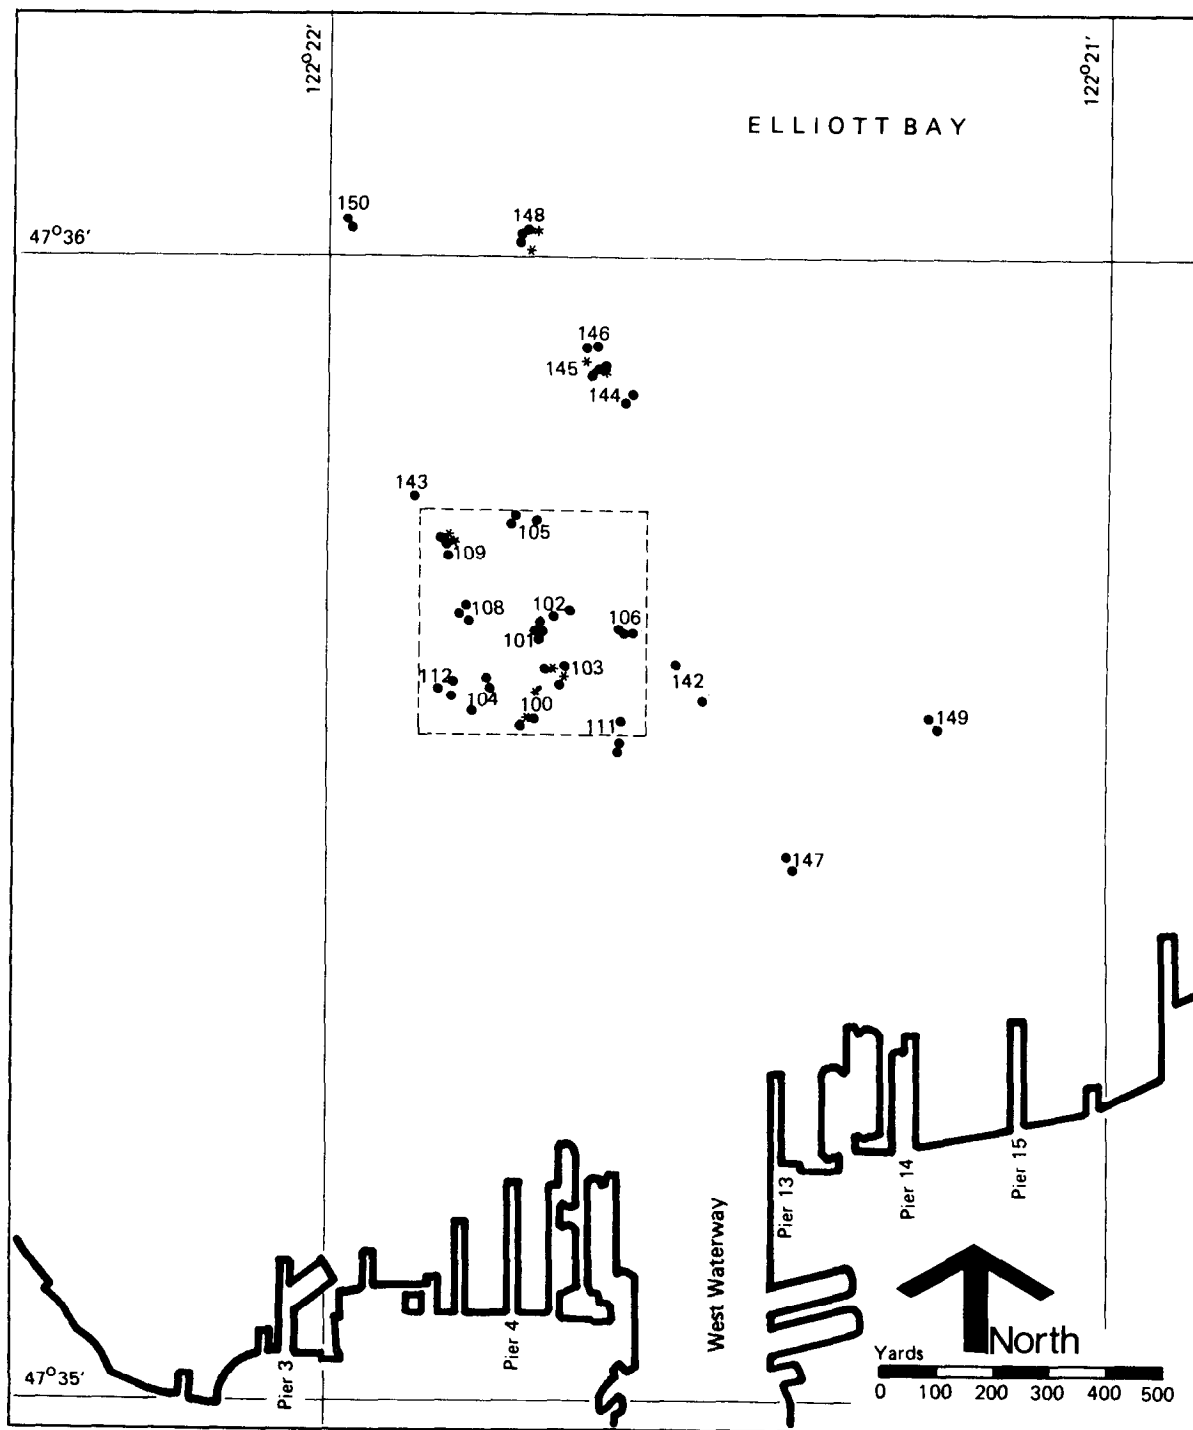 122°22'
122°21'
ELLIOTT BAY
150
148
47°36'
146
145
144
143
105
109
108
102
106
101
103
142
112
104
100
111
149
147
Pier 13
Pier 14
Pier 15
West Waterway
North
Pier 4
Pier 3
Yards
47°35'
0 100 200 300 400 500